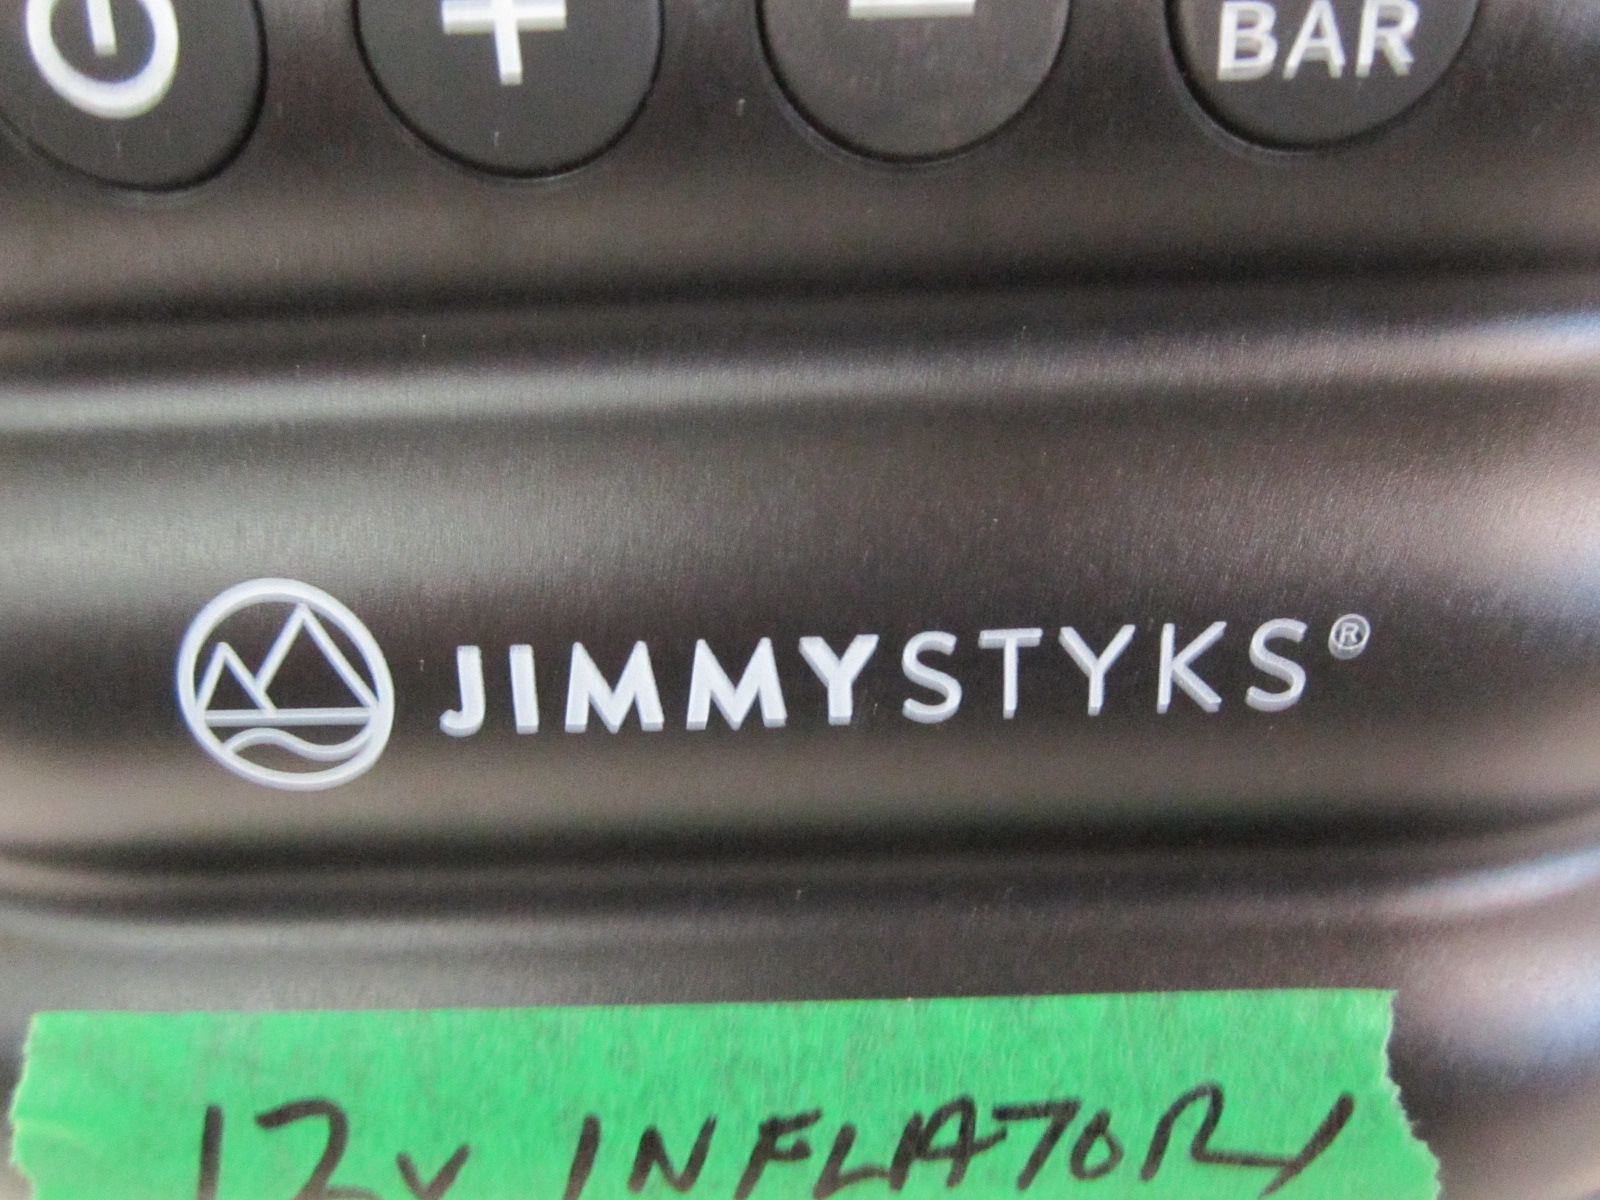 BAR
JIMMYSTYKS®
12V INFLATOR/